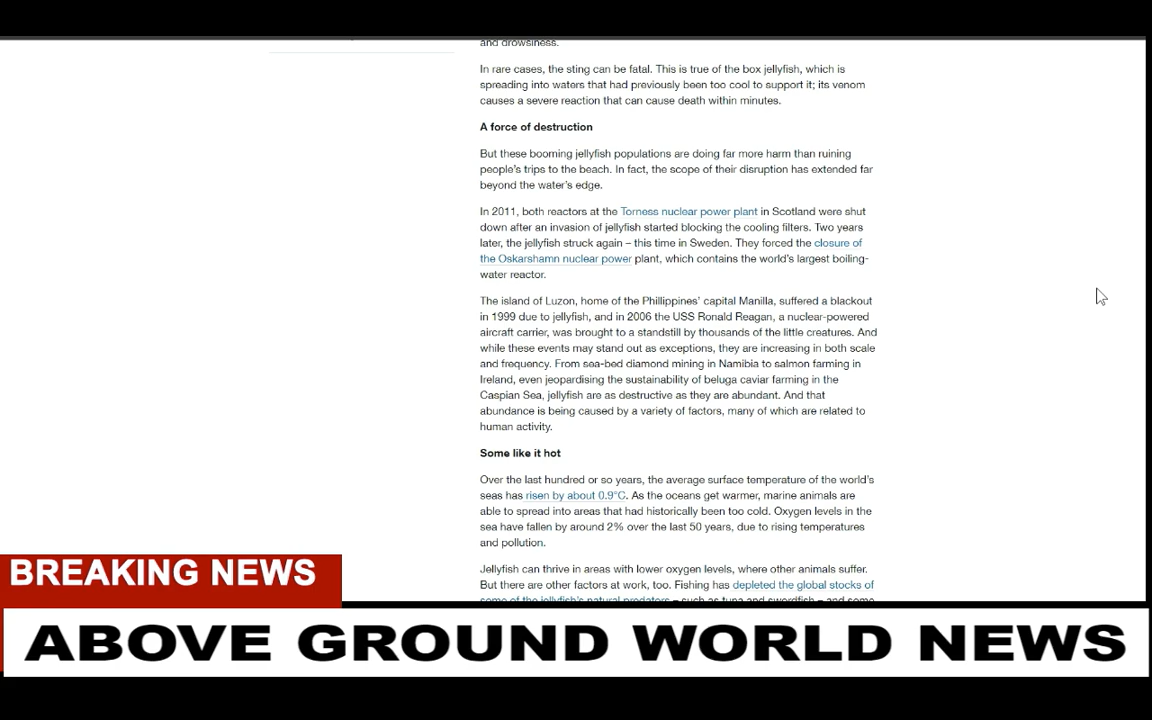 and drowsiness.
In rare cases, the sting can be fatal. This is true of the box jellyfish, which is
spreading into waters that had previously been too cool to support it; its venom
causes a severe reaction that can cause death within minutes.
A force of destruction
But these booming jellyfish populations are doing far more harm than ruining
people's trips to the beach. In fact, the scope of their disruption has extended far
beyond the water's edge.
In 2011, both reactors at the Torness nuclear power plant in Scotland were shut
down after an invasion of jellyfish started blocking the cooling filters. Two years
later, the jellyfish struck again – this time in Sweden. They forced the closure of
the Oskarshamn nuclear power plant, which contains the world's largest boiling-
water reactor.
The island of Luzon, home of the Phillippines' capital Manilla, suffered a blackout
in 1999 due to jellyfish, and in 2006 the USS Ronald Reagan, a nuclear-powered
aircraft carrier, was brought to a standstill by thousands of the little creatures. And
while these events may stand out as exceptions, they are increasing in both scale
and frequency. From sea-bed diamond mining in Namibia to salmon farming in
Ireland, even jeopardising the sustainability of beluga caviar farming in the
Caspian Sea, jellyfish are as destructive as they are abundant. And that
abundance is being caused by a variety of factors, many of which are related to
human activity.
Some like it hot
Over the last hundred or so years, the average surface temperature of the world's
seas has risen by about 0.9°C. As the oceans get warmer, marine animals are
able to spread into areas that had historically been too cold. Oxygen levels in the
sea have fallen by around 2% over the last 50 years, due to rising temperatures
and pollution.
Jellyfish can thrive in areas with lower oxygen levels, where other animals suffer.
But there are other factors at work, too. Fishing has depleted the global stocks of
some of the jellyfish's natural predators – such as tuna and swordfish – and some
BREAKING NEWS
ABOVE GROUND WORLD NEWS